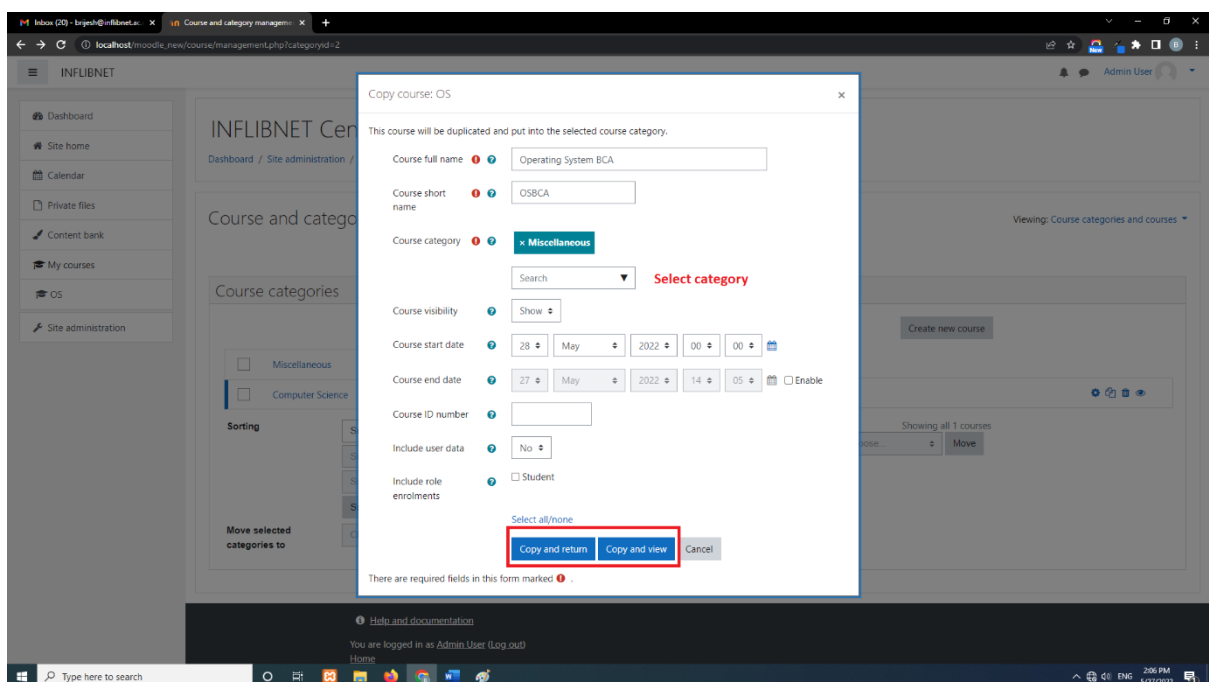 Inbox (20) - brijesh@inflibnet.ac.
Course and category manageme
localhost/moodle_new/course/management.php?categoryid=2
New
B
INFLIBNET
Admin User
Copy course: OS
This course will be duplicated and put into the selected course category.
Dashboard
Site home
Calendar
Private files
Content bank
My courses
OS
Site administration
INFLIBNET Cen
Dashboard / Site administration /
Course full name Operating System BCA
Course short name OSBCA
Course and catego
Viewing: Course categories and courses
Course category × Miscellaneous
Search ▼ Select category
Course categories
Course visibility Show
Create new course
Course start date 28 May 2022 00 00
Miscellaneous
Course end date 27 May 2022 14 05 Enable
Computer Science
Course ID number
Sorting
Showing all 1 courses
Include user data No
Move
Include role enrolments Student
Select all/none
Move selected categories to
Copy and return Copy and view Cancel
There are required fields in this form marked .
Help and documentation
You are logged in as Admin User (Log out)
Home
Type here to search
ENG
2:06 PM